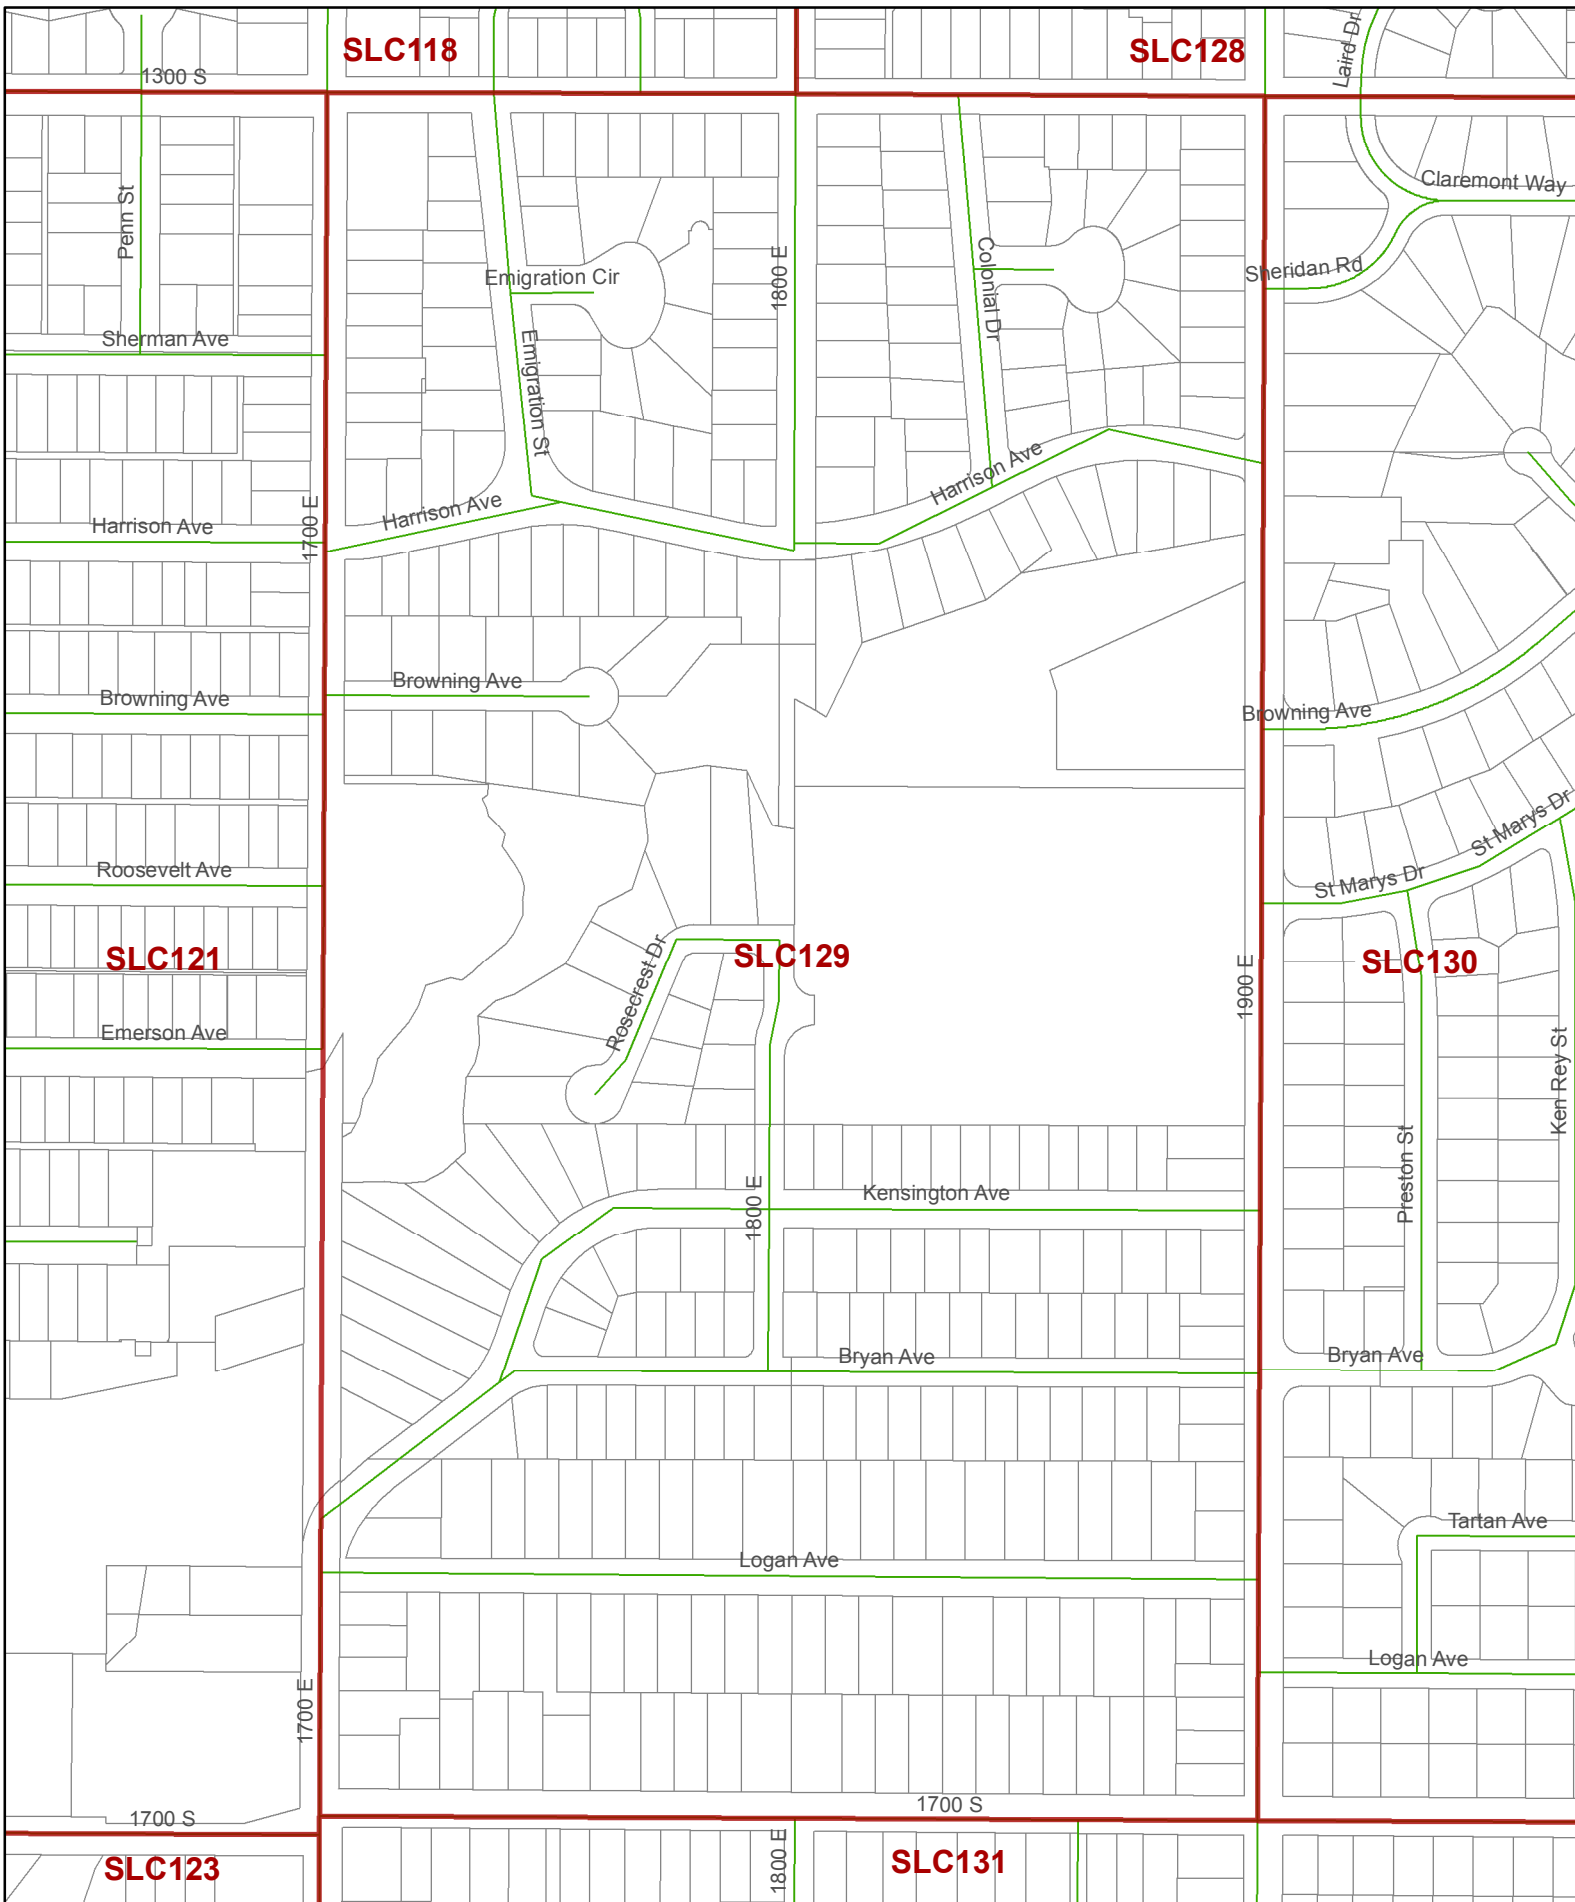 SLC118
SLC128
Laird Dr
1300 S
Penn St
Claremont Way
Emigration Cir
1800 E
Colonial Dr
Sheridan Rd
Sherman Ave
Emigration St
Harrison Ave
Harrison Ave
Harrison Ave
1700 E
Browning Ave
Browning Ave
Browning Ave
St Marys Dr
Roosevelt Ave
St Marys Dr
SLC121
SLC129
SLC130
Rosecrest Dr
1900 E
Emerson Ave
Ken Rey St
Preston St
Kensington Ave
1800 E
Bryan Ave
Bryan Ave
Tartan Ave
Logan Ave
Logan Ave
1700 E
1700 S
1700 S
SLC123
1800 E
SLC131